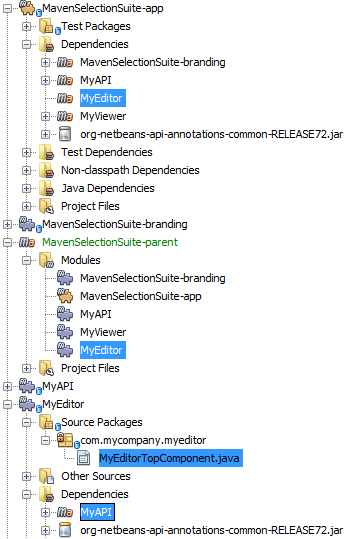 MavenSelectionSuite-app
Test Packages
Dependencies
MavenSelectionSuite-branding
MyAPI
MyEditor
MyViewer
org-netbeans-api-annotations-common-RELEASE72.jar
Test Dependencies
Non-classpath Dependencies
Java Dependencies
Project Files
MavenSelectionSuite-branding
MavenSelectionSuite-parent
Modules
MavenSelectionSuite-branding
MavenSelectionSuite-app
MyAPI
MyViewer
MyEditor
Project Files
MyAPI
MyEditor
Source Packages
com.mycompany.myeditor
MyEditorTopComponent.java
Other Sources
Dependencies
MyAPI
org-netbeans-api-annotations-common-RELEASE72.jar